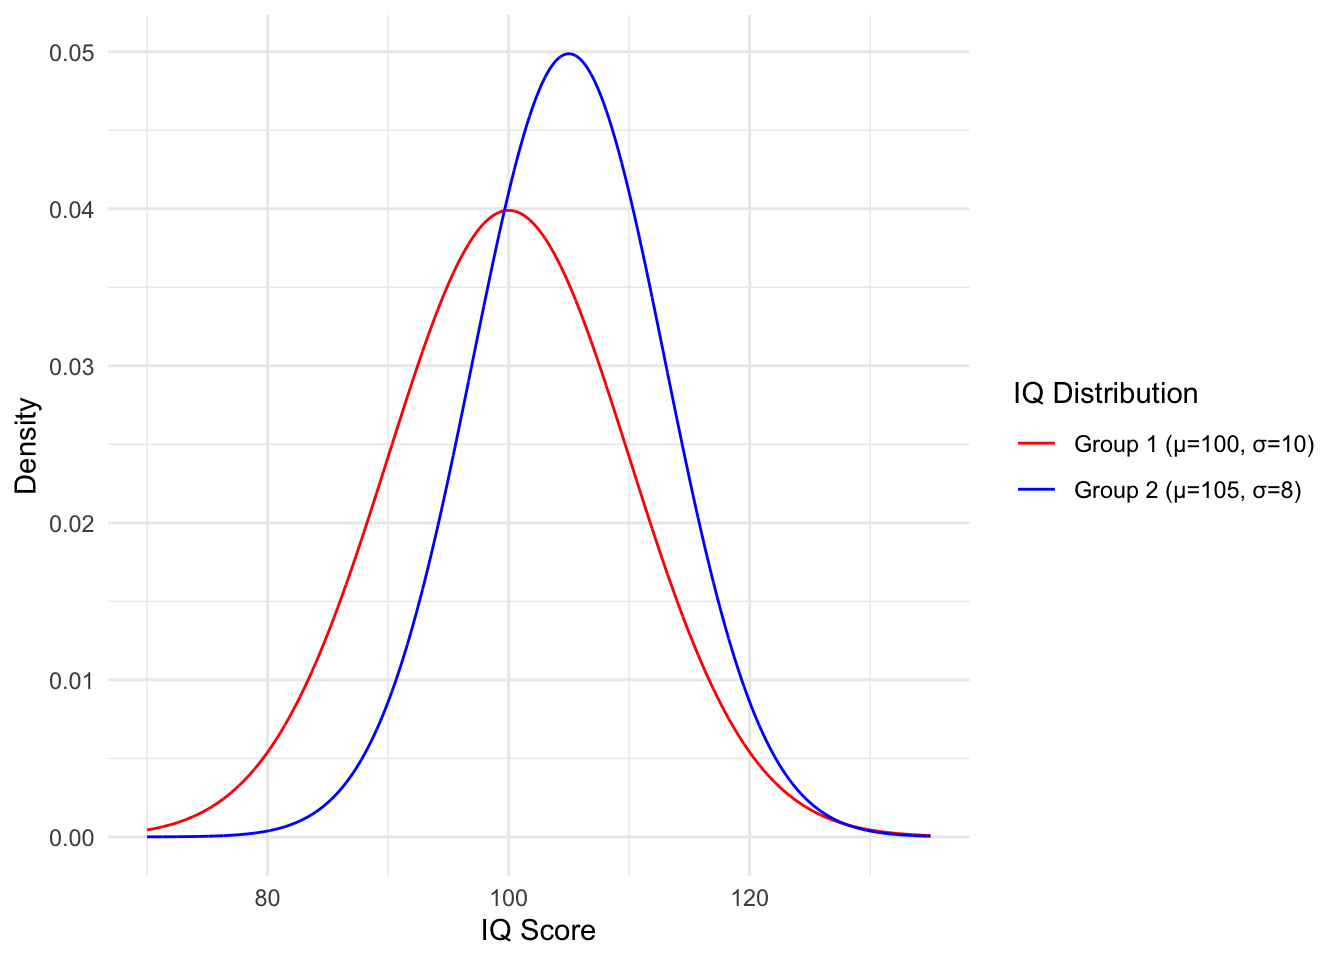 0.05
0.04
0.03
0.02
0.01
0.00
Density
80 100 120
IQ Score
IQ Distribution
Group 1 (μ=100, σ=10)
Group 2 (μ=105, σ=8)